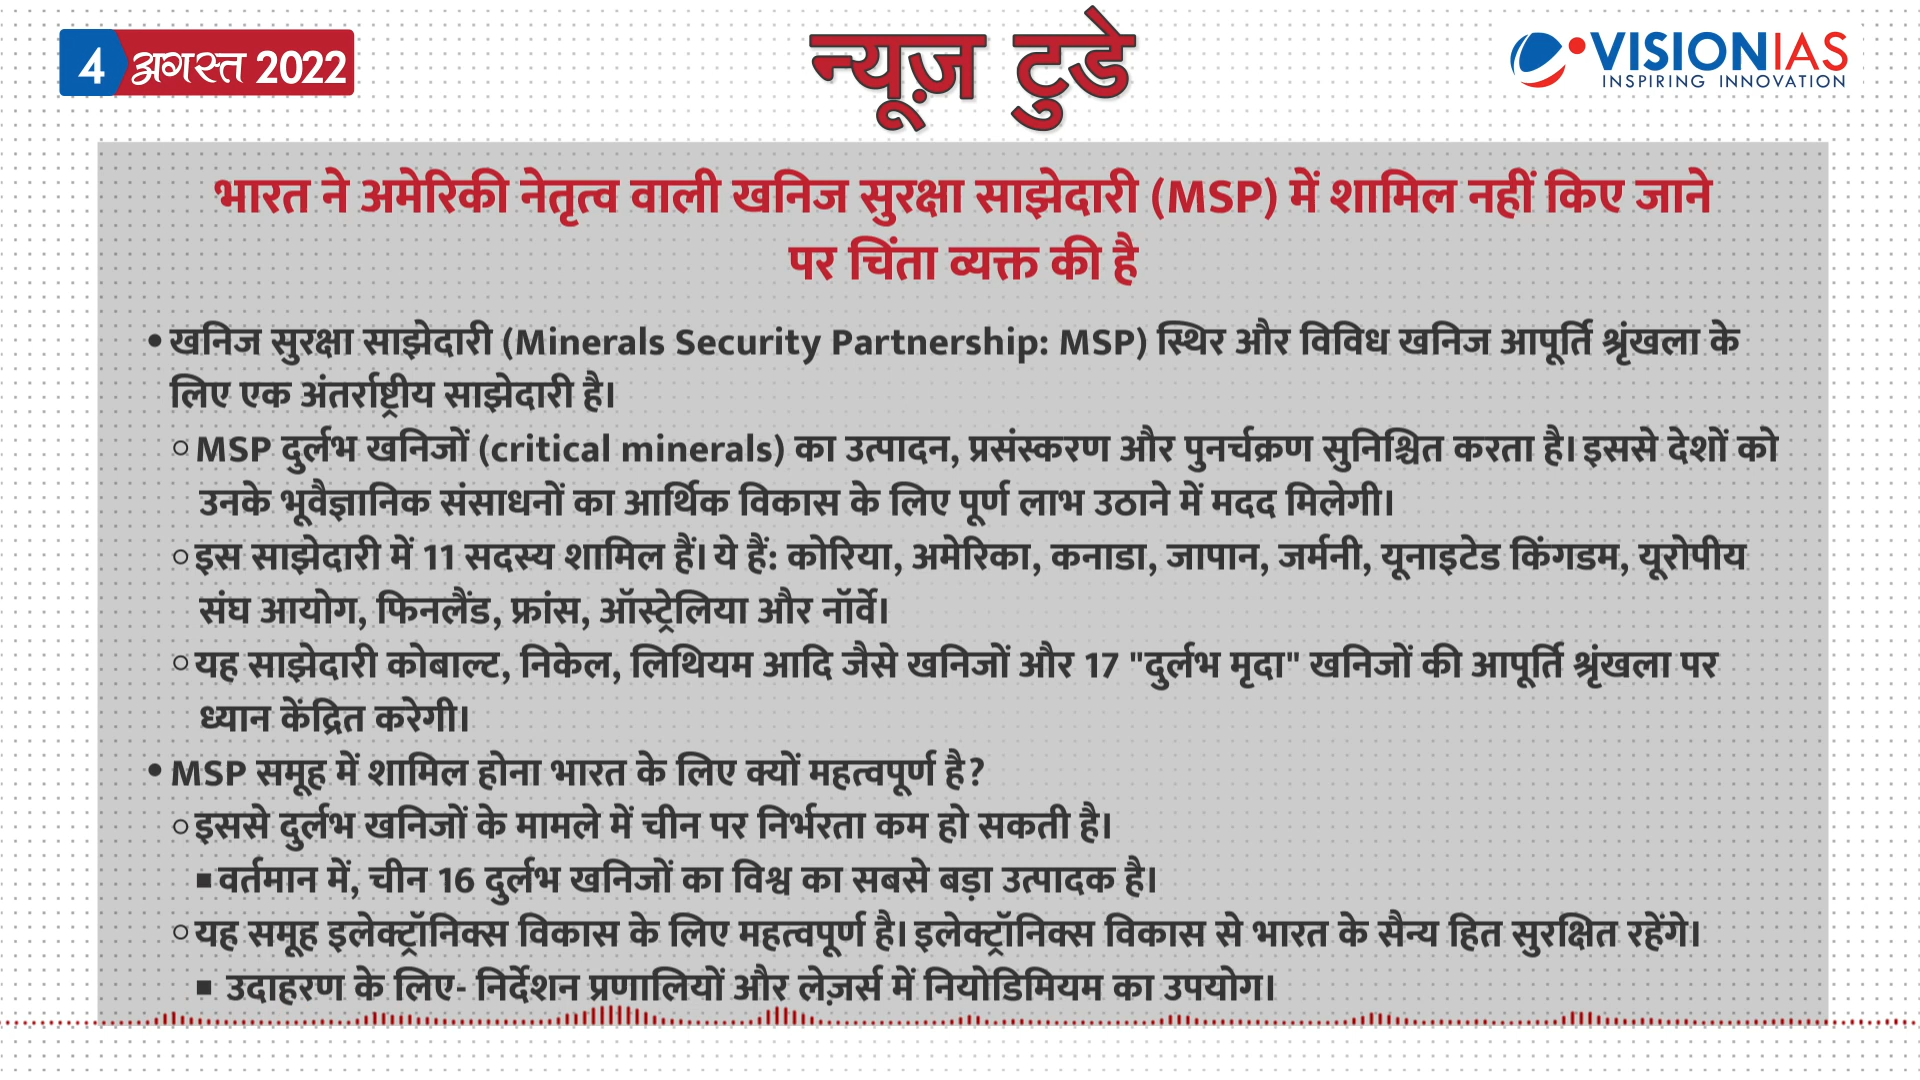 4 अगस्त 2022
न्यूज़ टुडे
VISIONIAS
INSPIRING INNOVATION
भारत ने अमेरिकी नेतृत्व वाली खनिज सुरक्षा साझेदारी (MSP) में शामिल नहीं किए जाने
पर चिंता व्यक्त की है
• खनिज सुरक्षा साझेदारी (Minerals Security Partnership: MSP) स्थिर और विविध खनिज आपूर्ति श्रृंखला के
लिए एक अंतर्राष्ट्रीय साझेदारी है।
○ MSP दुर्लभ खनिजों (critical minerals) का उत्पादन, प्रसंस्करण और पुनर्चक्रण सुनिश्चित करता है। इससे देशों को
उनके भूवैज्ञानिक संसाधनों का आर्थिक विकास के लिए पूर्ण लाभ उठाने में मदद मिलेगी।
○ इस साझेदारी में 11 सदस्य शामिल हैं। ये हैं: कोरिया, अमेरिका, कनाडा, जापान, जर्मनी, यूनाइटेड किंगडम, यूरोपीय
संघ आयोग, फिनलैंड, फ्रांस, ऑस्ट्रेलिया और नॉर्वे।
○ यह साझेदारी कोबाल्ट, निकेल, लिथियम आदि जैसे खनिजों और 17 "दुर्लभ मृदा" खनिजों की आपूर्ति श्रृंखला पर
ध्यान केंद्रित करेगी।
• MSP समूह में शामिल होना भारत के लिए क्यों महत्वपूर्ण है?
○ इससे दुर्लभ खनिजों के मामले में चीन पर निर्भरता कम हो सकती है।
▪ वर्तमान में, चीन 16 दुर्लभ खनिजों का विश्व का सबसे बड़ा उत्पादक है।
○ यह समूह इलेक्ट्रॉनिक्स विकास के लिए महत्वपूर्ण है। इलेक्ट्रॉनिक्स विकास से भारत के सैन्य हित सुरक्षित रहेंगे।
▪ उदाहरण के लिए- निर्देशन प्रणालियों और लेज़र्स में नियोडिमियम का उपयोग।